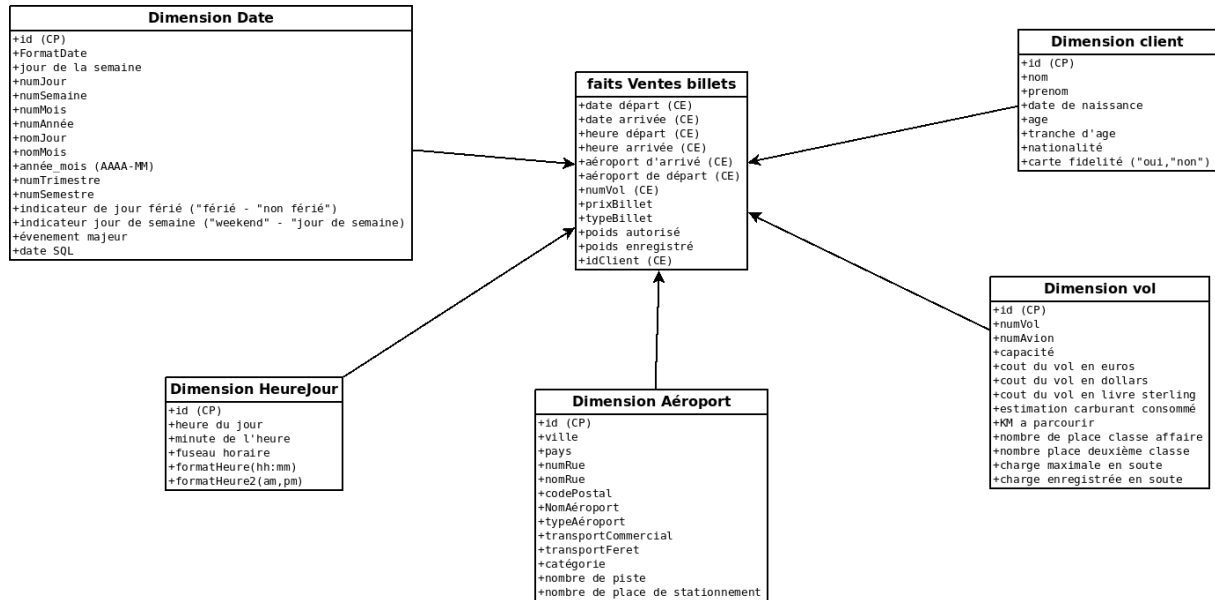 Dimension Date
+id (CP)
+FormatDate
+jour de la semaine
+numJour
+numSemaine
+numMois
+numAnnée
+nomJour
+nomMois
+année_mois (AAAA-MM)
+numTrimestre
+numSemestre
+indicateur de jour férié ("férié - "non férié")
+indicateur jour de semaine ("weekend" - "jour de semaine)
+évenement majeur
+date SQL
faits Ventes billets
+date départ (CE)
+date arrivée (CE)
+heure départ (CE)
+heure arrivée (CE)
+aéroport d'arrivé (CE)
+aéroport de départ (CE)
+numVol (CE)
+prixBillet
+typeBillet
+poids autorisé
+poids enregistré
+idClient (CE)
Dimension client
+id (CP)
+nom
+prenom
+date de naissance
+age
+tranche d'age
+nationalité
+carte fidelité ("oui,"non")
Dimension HeureJour
+id (CP)
+heure du jour
+minute de l'heure
+fuseau horaire
+formatHeure(hh:mm)
+formatHeure2(am,pm)
Dimension Aéroport
+id (CP)
+ville
+pays
+numRue
+nomRue
+codePostal
+NomAéroport
+typeAéroport
+transportCommercial
+transportFeret
+catégorie
+nombre de piste
+nombre de place de stationnement
Dimension vol
+id (CP)
+numVol
+numAvion
+capacité
+cout du vol en euros
+cout du vol en dollars
+cout du vol en livre sterling
+estimation carburant consommé
+KM a parcourir
+nombre de place classe affaire
+nombre place deuxième classe
+charge maximale en soute
+charge enregistrée en soute